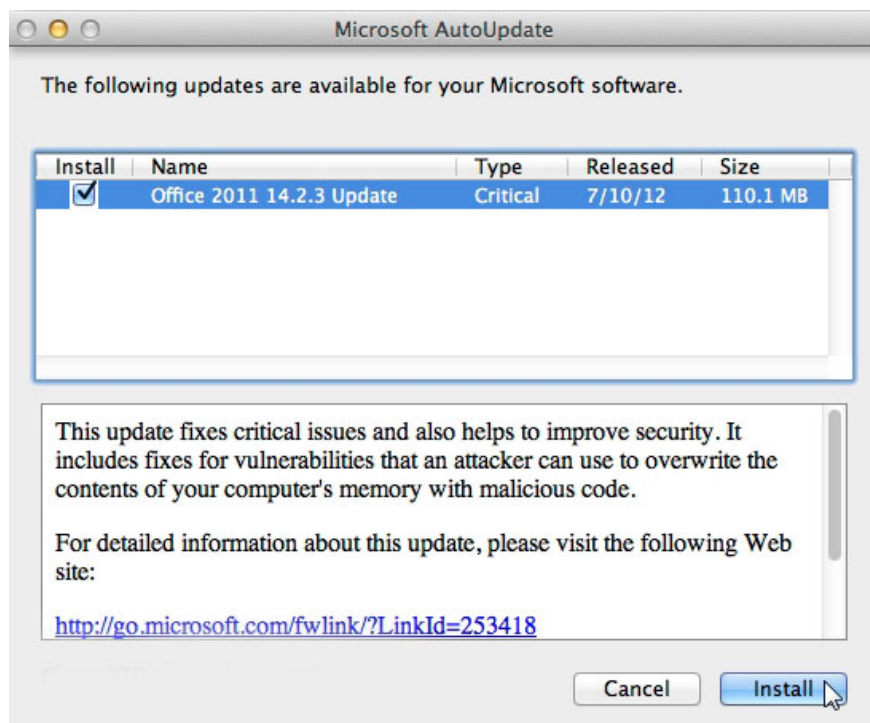 Microsoft AutoUpdate
The following updates are available for your Microsoft software.
Install Name Type Released Size
Office 2011 14.2.3 Update Critical 7/10/12 110.1 MB
This update fixes critical issues and also helps to improve security. It
includes fixes for vulnerabilities that an attacker can use to overwrite the
contents of your computer's memory with malicious code.
For detailed information about this update, please visit the following Web
site:
http://go.microsoft.com/fwlink/?LinkId=253418
Cancel Install